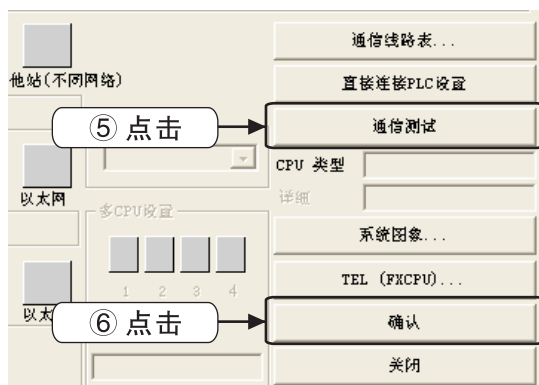 通信线路表...
他站(不同网络)
直接连接PLC设置
⑤ 点击
通信测试
CPU 类型
以太网
详细
多CPU设置
系统图象...
1 2 3 4
TEL (FXCPU)...
以太
⑥ 点击
确认
关闭